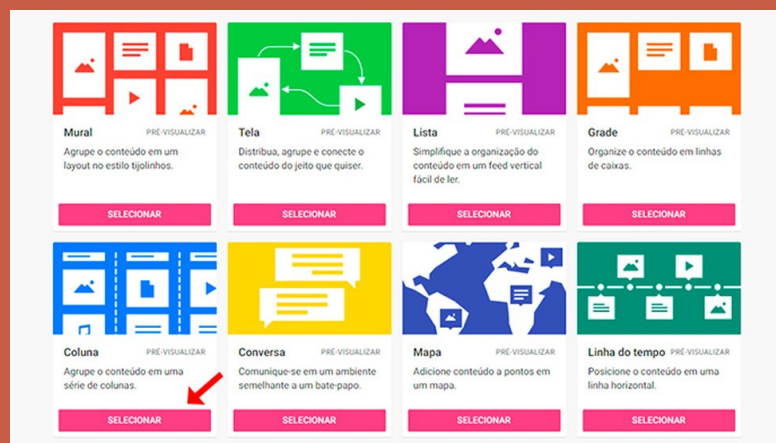 Mural PRÉ-VISUALIZAR
Agrupe o conteúdo em um
layout no estilo tijolinhos.
SELECIONAR
Tela PRÉ-VISUALIZAR
Distribua, agrupe e conecte o
conteúdo do jeito que quiser.
SELECIONAR
Lista PRÉ-VISUALIZAR
Simplifique a organização do
conteúdo em um feed vertical
fácil de ler.
SELECIONAR
Grade PRÉ-VISUALIZAR
Organize o conteúdo em linhas
de caixas.
SELECIONAR
Coluna PRÉ-VISUALIZAR
Agrupe o conteúdo em uma
série de colunas.
SELECIONAR
Conversa PRÉ-VISUALIZAR
Comunique-se em um ambiente
semelhante a um bate-papo.
SELECIONAR
Mapa PRÉ-VISUALIZAR
Adicione conteúdo a pontos em
um mapa.
SELECIONAR
Linha do tempo PRÉ-VISUALIZAR
Posicione o conteúdo em uma
linha horizontal.
SELECIONAR